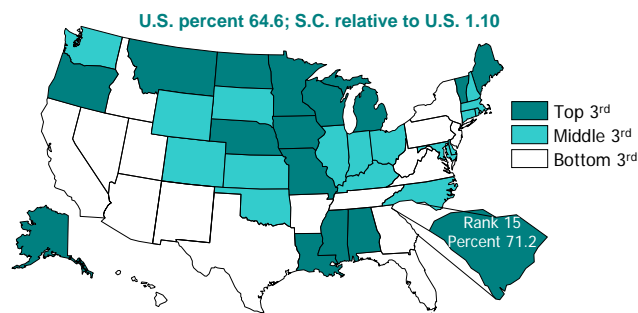 U.S. percent 64.6; S.C. relative to U.S. 1.10
Top 3rd
Middle 3rd
Bottom 3rd
Rank 15
Percent 71.2